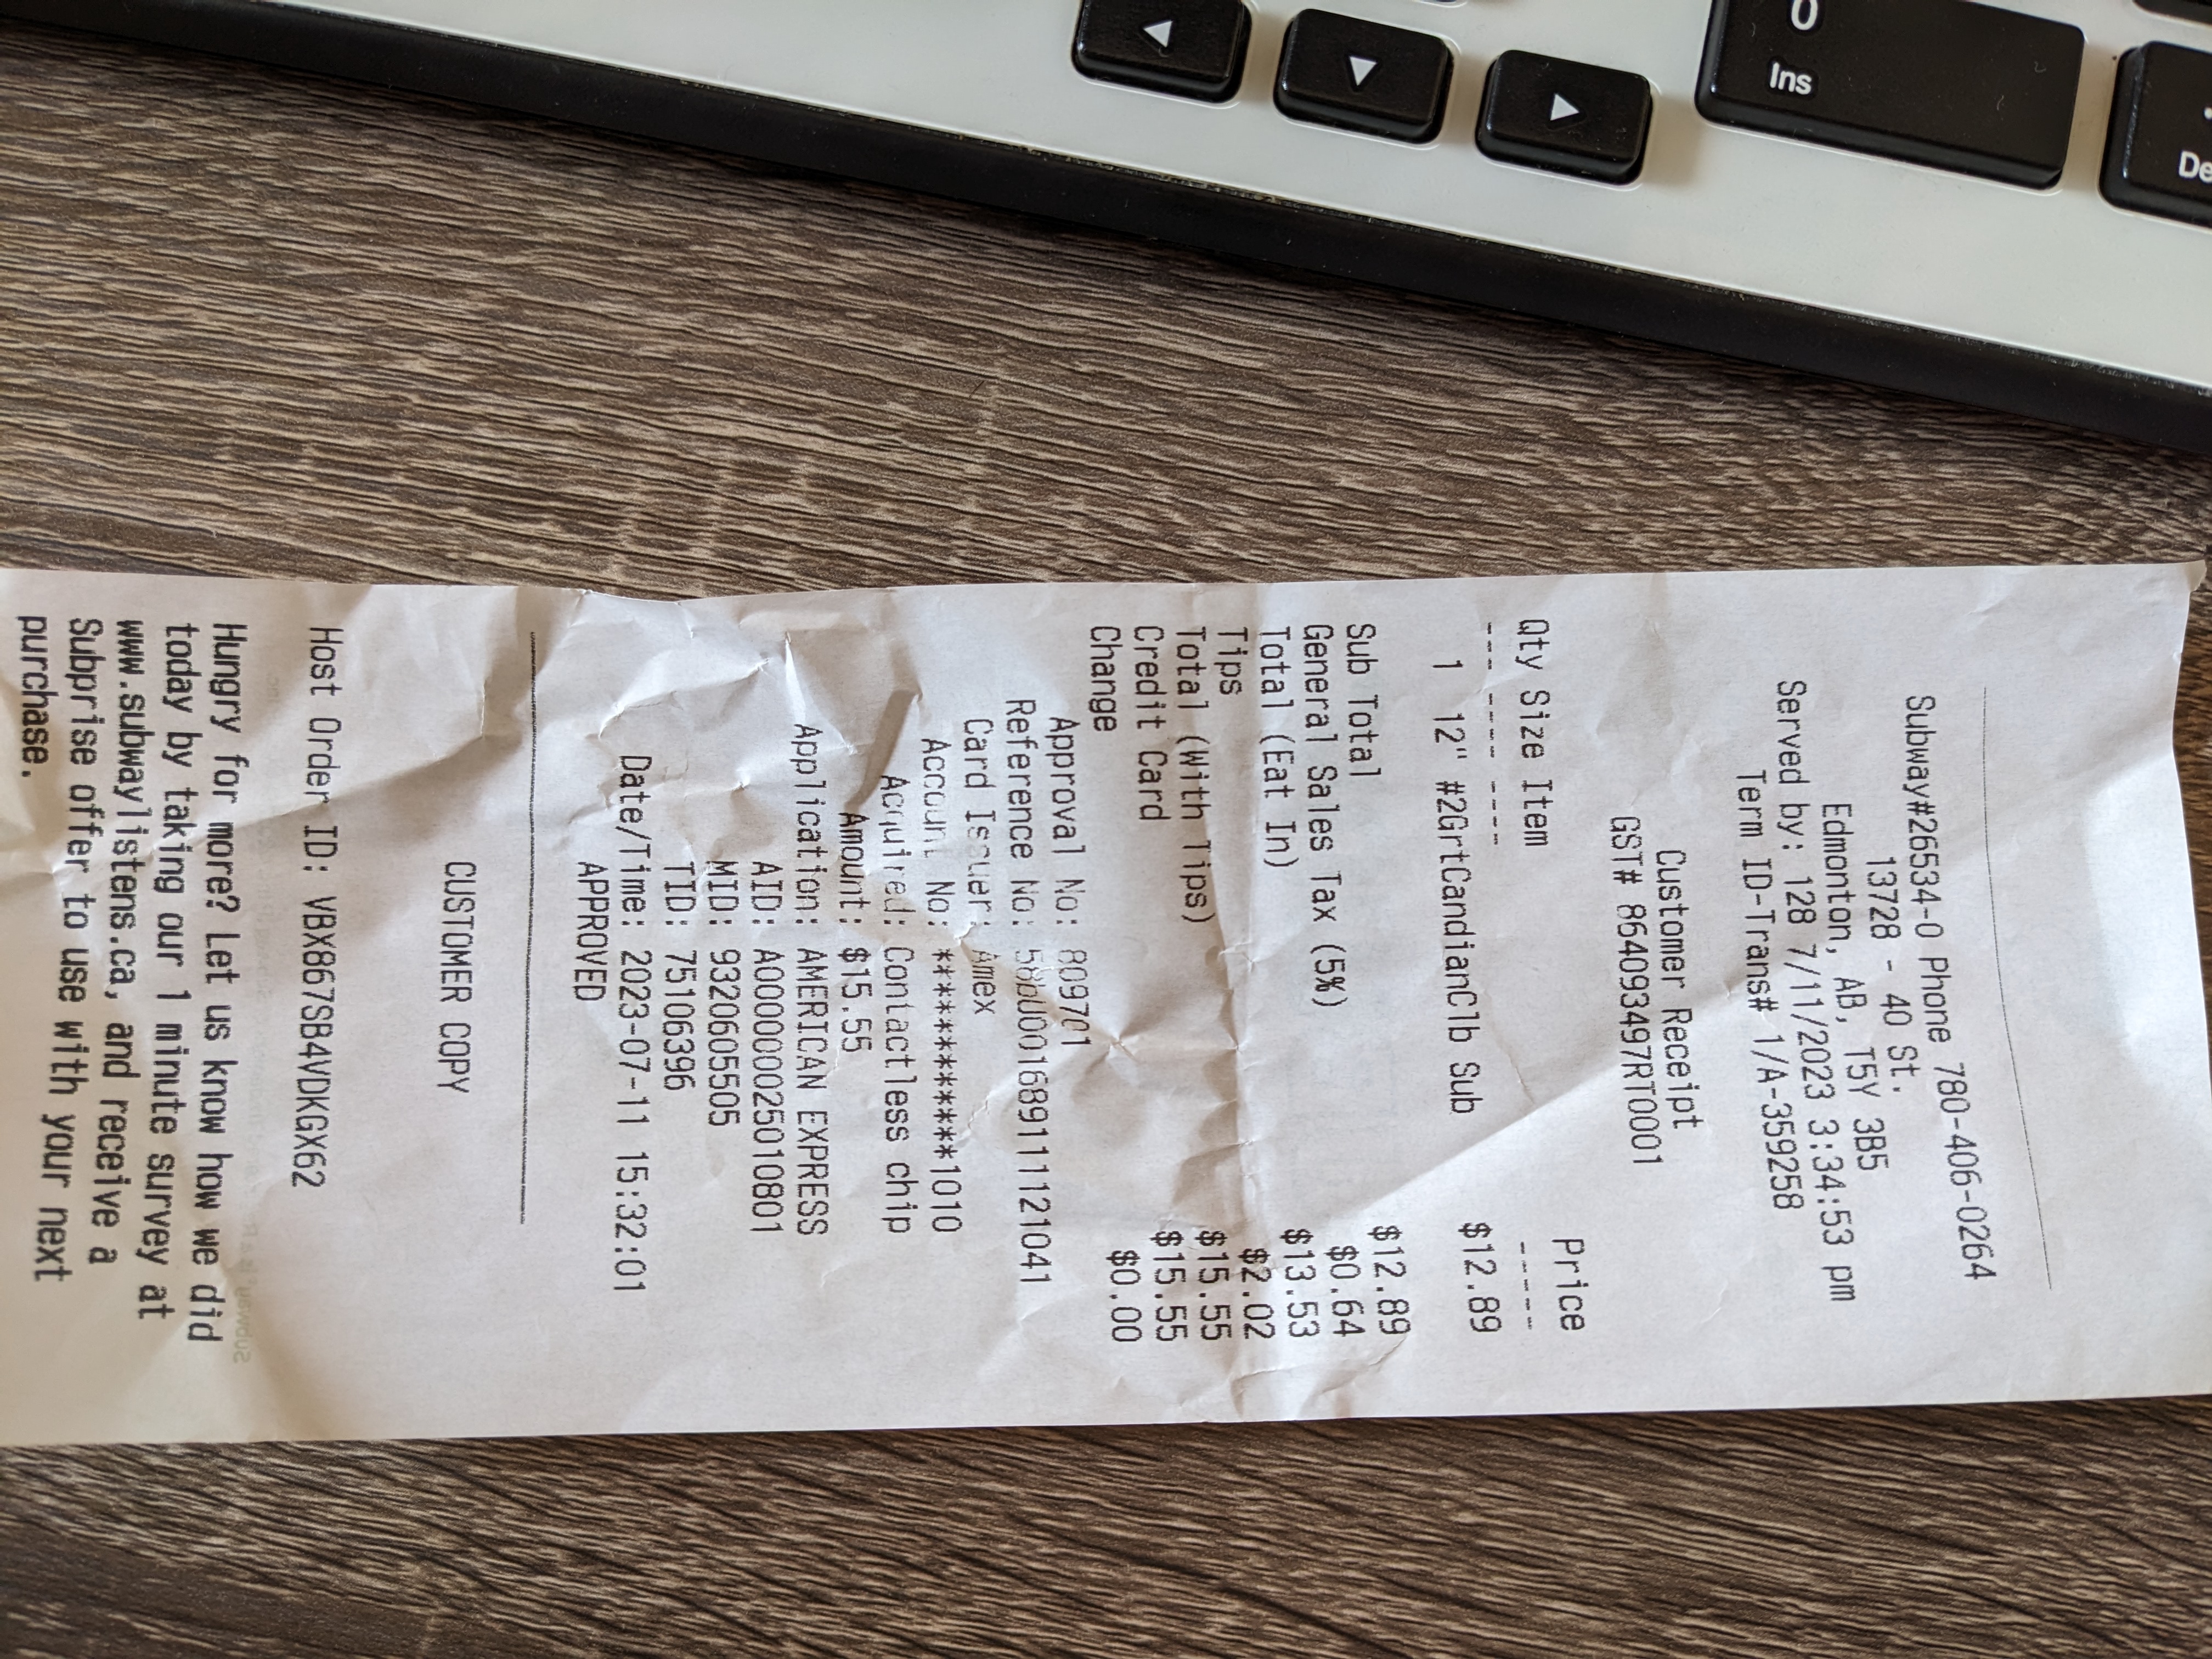 Subway#26534-0 Phone 780-406-0264
13728 - 40 St.
Edmonton, AB, T5Y 3B5
Served by: 128 7/11/2023 3:34:53 pm
Term ID-Trans# 1/A-359258
Customer Receipt
GST# 864093497RT0001
Qty Size Item Price
--- ---- ---- -----
1 12" #2GrtCandianClb Sub $12.89
Sub Total $12.89
General Sales Tax (5%) $0.64
Total (Eat In) $13.53
Tips $2.02
Total (With Tips) $15.55
Credit Card $15.55
Change $0.00
Approval No: 809701
Reference No:
Card Issuer: Amex
Account No: ************1010
Acquired: Contactless chip
Amount: $15.55
Application: AMERICAN EXPRESS
AID: A000000025010801
MID: 9320605505
TID: 75106396
Date/Time: 2023-07-11 15:32:01
APPROVED
CUSTOMER COPY
Host Order ID: VBX867SB4VDKGX62
Hungry for more? Let us know how we did
today by taking our 1 minute survey at
www.subwaylistens.ca, and receive a
Subprise offer to use with your next
purchase.
0
Ins